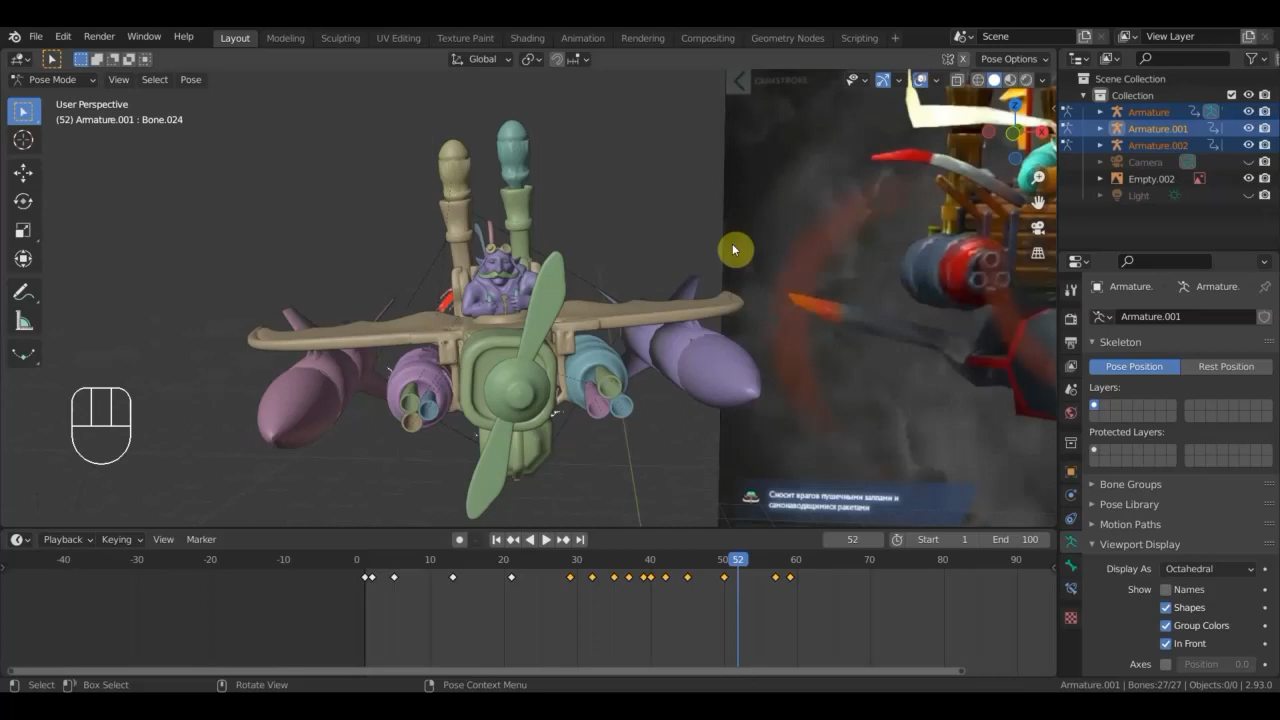 File Edit Render Window Help Layout Modeling Sculpting UV Editing Texture Paint Shading Animation Rendering Compositing Geometry Nodes Scripting + Scene View Layer
Global X Pose Options
Pose Mode View Select Pose
User Perspective
(52) Armature.001 : Bone.024
Z
X
Scene Collection
Collection
Armature
Armature.001
Armature.002
Camera
Empty.002
Light
Armature. Armature.
Armature.001
Skeleton
Pose Position Rest Position
Layers:
Protected Layers:
Bone Groups
Pose Library
Motion Paths
Viewport Display
Display As Octahedral
Show Names
Shapes
Group Colors
In Front
Axes Position 0.0
Сносит врагов пушечными залпами и
самонаводящимися ракетами
Playback Keying View Marker 52 Start 1 End 100
-40 -30 -20 -10 0 10 20 30 40 52 60 70 80 90
Select Box Select Rotate View Pose Context Menu Armature.001 | Bones:27/27 | Objects:0/0 | 2.93.0